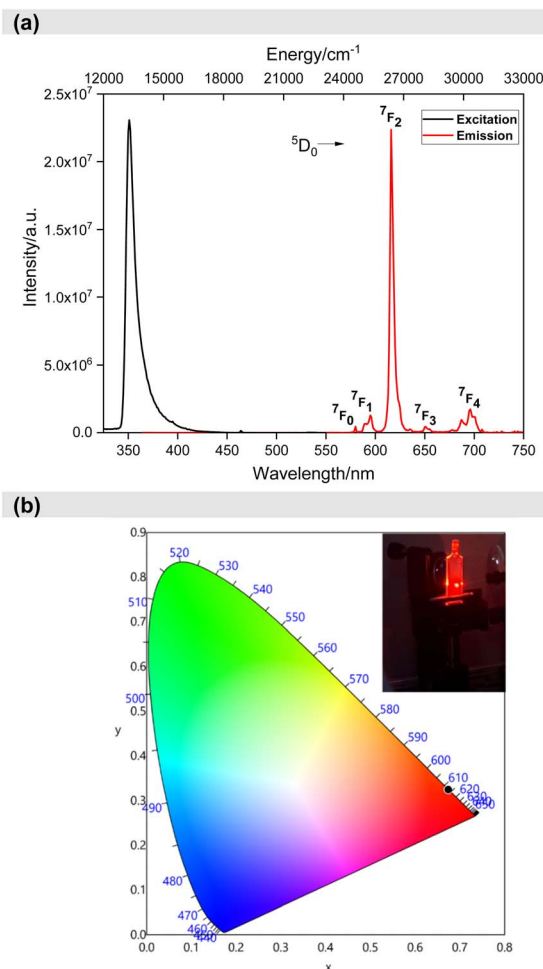 (a)
Energy/cm-1
12000 15000 18000 21000 24000 27000 30000 33000
2.5x10^7
2.0x10^7
1.5x10^7
1.0x10^7
5.0x10^6
0.0
Intensity/a.u.
5D0
7F2
Excitation
Emission
7F0
7F1
7F3
7F4
350 400 450 500 550 600 650 700 750
Wavelength/nm
(b)
0.9
0.8
0.7
0.6
0.5
0.4
0.3
0.2
0.1
0.0
y
520
530
540
550
560
570
580
590
600
610
620
630
640
650
510
500
490
480
470
460
450
440
0.0 0.1 0.2 0.3 0.4 0.5 0.6 0.7 0.8
x